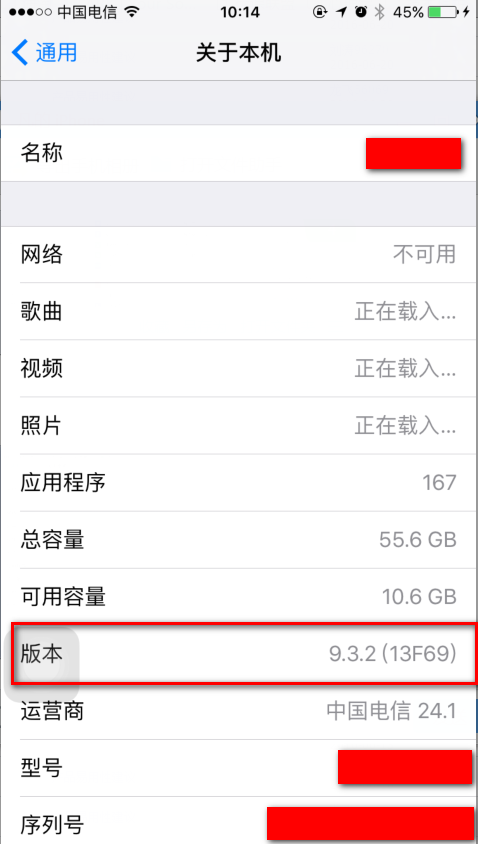 中国电信 10:14 45%
通用 关于本机
名称
网络 不可用
歌曲 正在载入...
视频 正在载入...
照片 正在载入...
应用程序 167
总容量 55.6 GB
可用容量 10.6 GB
版本 9.3.2 (13F69)
运营商 中国电信 24.1
型号
序列号